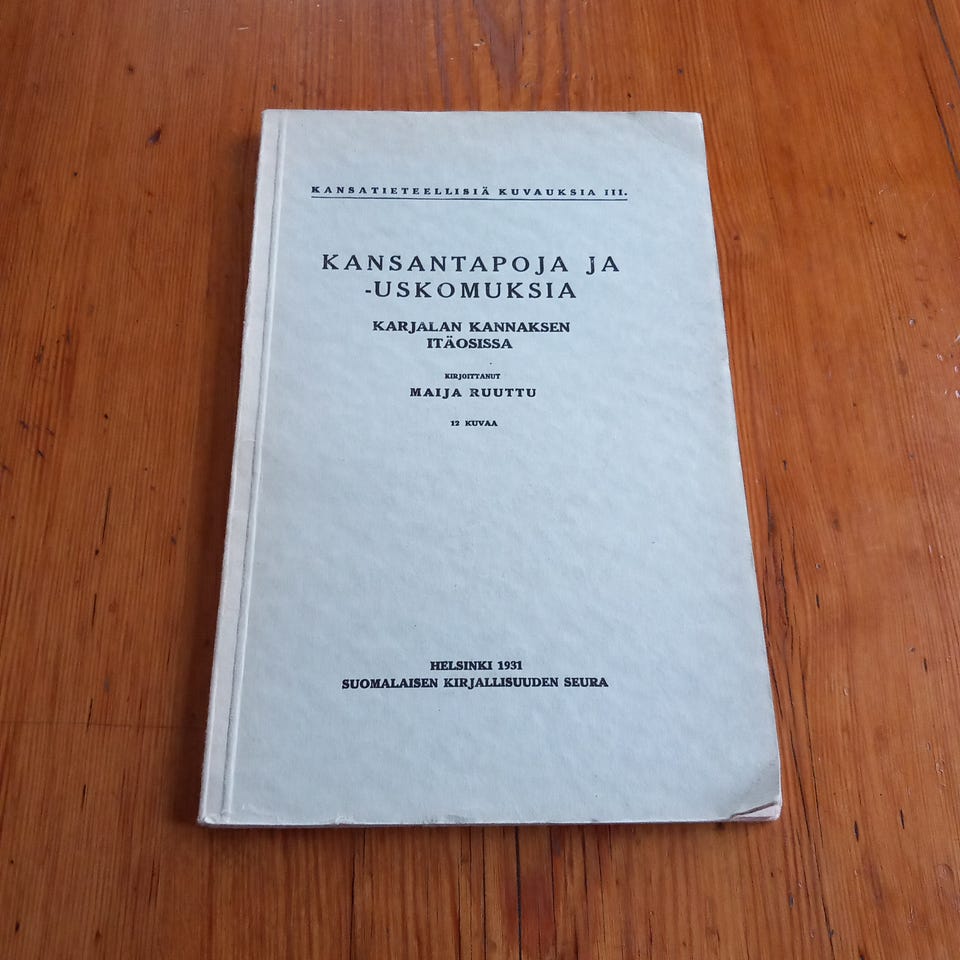 KANSATIETEELLISIÄ KUVAUKSIA III.
KANSANTAPOJA JA
-USKOMUKSIA
KARJALAN KANNAKSEN
ITÄOSISSA
KIRJOITTANUT
MAIJA RUUTTU
12 KUVAA
HELSINKI 1931
SUOMALAISEN KIRJALLISUUDEN SEURA